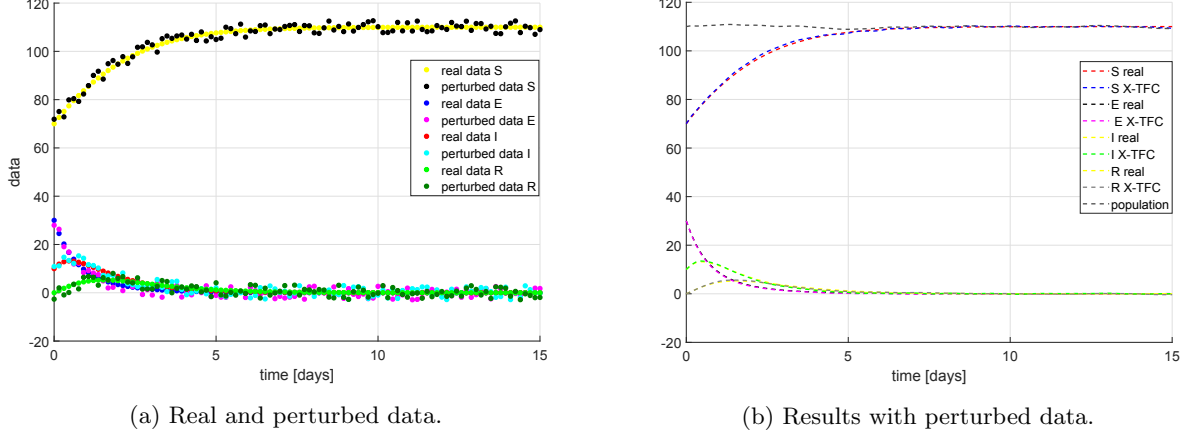 120
100
80
60
40
20
0
-20
data
0
5
10
15
time [days]
real data S
perturbed data S
real data E
perturbed data E
real data I
perturbed data I
real data R
perturbed data R
(a) Real and perturbed data.
120
100
80
60
40
20
0
-20
0
5
10
15
time [days]
S real
S X-TFC
E real
E X-TFC
I real
I X-TFC
R real
R X-TFC
population
(b) Results with perturbed data.